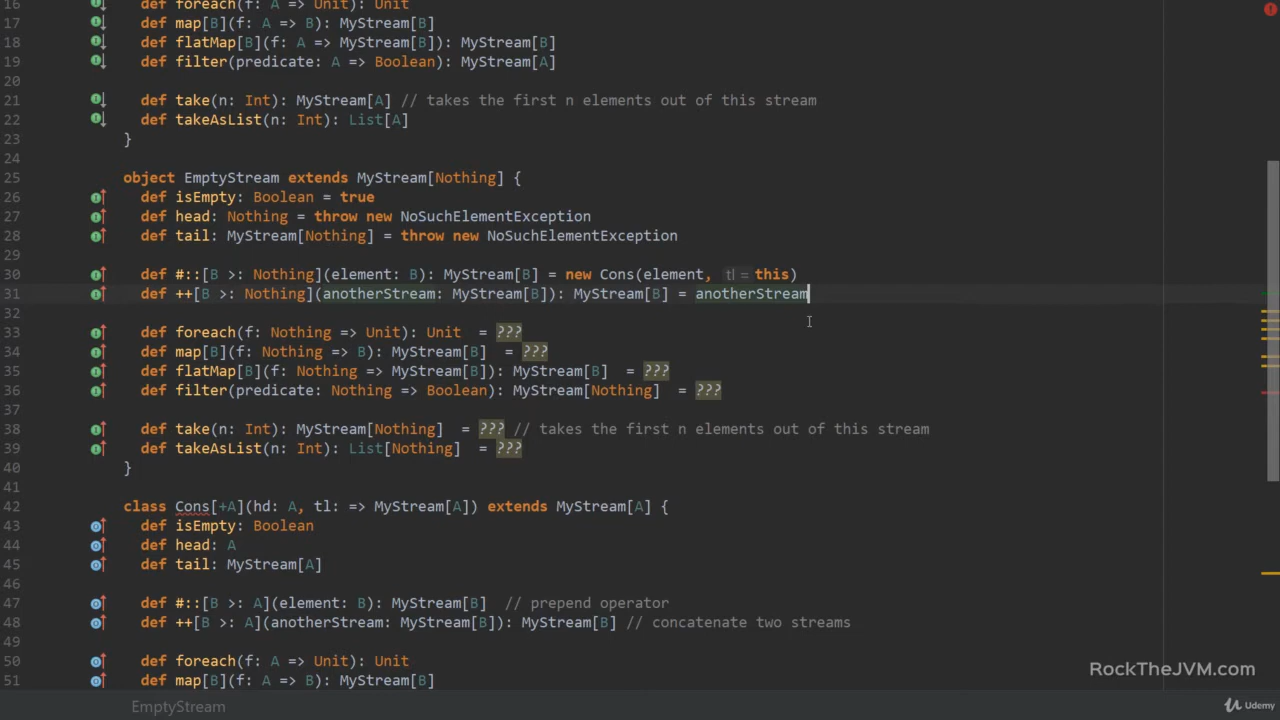 16 def foreach(f: A => Unit): Unit
17 def map[B](f: A => B): MyStream[B]
18 def flatMap[B](f: A => MyStream[B]): MyStream[B]
19 def filter(predicate: A => Boolean): MyStream[A]
20
21 def take(n: Int): MyStream[A] // takes the first n elements out of this stream
22 def takeAsList(n: Int): List[A]
23 }
24
25 object EmptyStream extends MyStream[Nothing] {
26 def isEmpty: Boolean = true
27 def head: Nothing = throw new NoSuchElementException
28 def tail: MyStream[Nothing] = throw new NoSuchElementException
29
30 def #::[B >: Nothing](element: B): MyStream[B] = new Cons(element, tl = this)
31 def ++[B >: Nothing](anotherStream: MyStream[B]): MyStream[B] = anotherStream
32
33 def foreach(f: Nothing => Unit): Unit = ???
34 def map[B](f: Nothing => B): MyStream[B] = ???
35 def flatMap[B](f: Nothing => MyStream[B]): MyStream[B] = ???
36 def filter(predicate: Nothing => Boolean): MyStream[Nothing] = ???
37
38 def take(n: Int): MyStream[Nothing] = ??? // takes the first n elements out of this stream
39 def takeAsList(n: Int): List[Nothing] = ???
40 }
41
42 class Cons[+A](hd: A, tl: => MyStream[A]) extends MyStream[A] {
43 def isEmpty: Boolean
44 def head: A
45 def tail: MyStream[A]
46
47 def #::[B >: A](element: B): MyStream[B] // prepend operator
48 def ++[B >: A](anotherStream: MyStream[B]): MyStream[B] // concatenate two streams
49
50 def foreach(f: A => Unit): Unit
51 def map[B](f: A => B): MyStream[B]
RockTheJVM.com
EmptyStream
Udemy